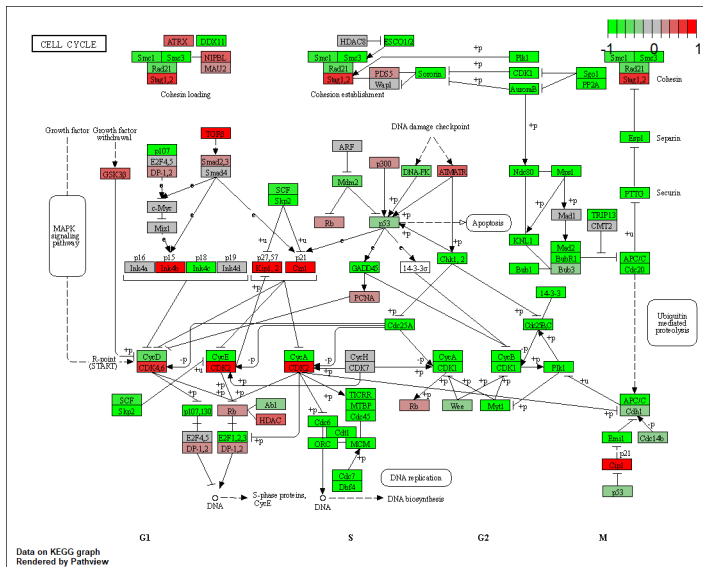 CELL CYCLE
ATRX
DDX11
Smc1
Smc3
NIPBL
Rad21
MAU2
Stag1,2
Cohesin loading
HDAC8
ESCO1/2
+p
Smc1
Smc3
Rad21
Stag1,2
PDS5
Wapl
Sororin
Cohesion establishment
+p
Plk1
CDK1
AuroraB
Sgo1
PP2A
+p
-1
0
1
Smc1
Smc3
Rad21
Stag1,2
Cohesin
Growth factor
Growth factor
withdrawal
GSK3β
TGFβ
p107
E2F4,5
DP-1,2
Smad2,3
Smad4
c-Myc
Miz1
SCF
Skp2
ARF
Mdm2
Rb
p300
DNA damage checkpoint
DNA-PK
ATMATR
p53
Apoptosis
Ndc80
Mps1
Mad1
KNL1
Bub1
Mad2
BubR1
Bub3
TRIP13
CMT2
Esp1
Separin
PTTG
Securin
APC/C
Cdc20
MAPK
signaling
pathway
p16
Ink4a
p15
Ink4b
p18
Ink4c
p19
Ink4d
p27,57
Kip1,2
p21
Cip1
GADD45
14-3-3σ
Chk1, 2
PCNA
14-3-3
Cdc25A
Cdc25B,C
Ubiquitin
mediated
proteolysis
R-point
(START)
CycD
CDK4,6
CycE
CDK2
CycA
CDK2
CycH
CDK7
CycA
CDK1
CycB
CDK1
Plk1
SCF
Skp2
p107,130
Rb
Abl
HDAC
E2F4,5
DP-1,2
E2F1,2,3
DP-1,2
TICRR
MTBP
Cdc45
Cdc6
Cdt1
ORC
MCM
Cdc7
Dbf4
Rb
Wee
Myt1
APC/C
Cdh1
Emi1
Cdc14b
p21
Cip1
p53
DNA replication
DNA
S-phase proteins,
CycE
DNA
DNA biosynthesis
G1
S
G2
M
Data on KEGG graph
Rendered by Pathview